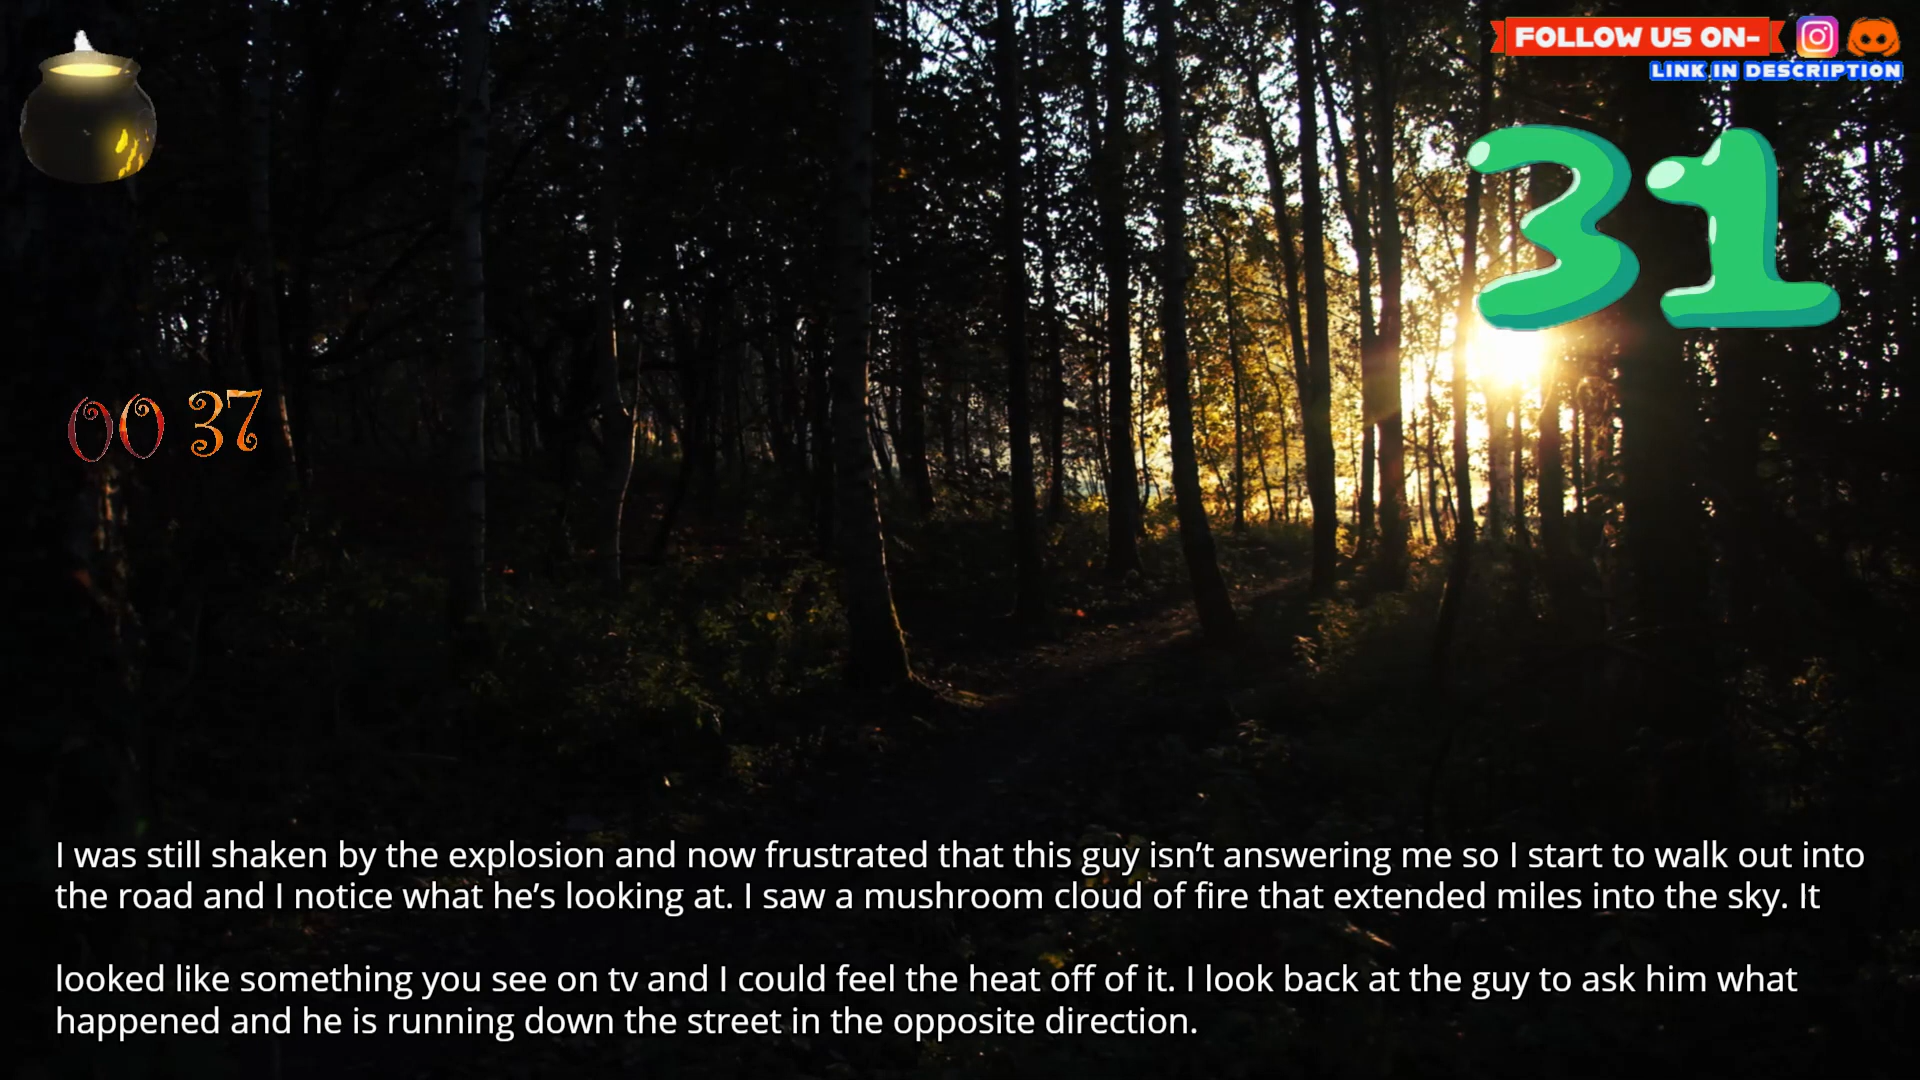 FOLLOW US ON-
LINK IN DESCRIPTION
31
00 37
I was still shaken by the explosion and now frustrated that this guy isn’t answering me so I start to walk out into
the road and I notice what he’s looking at. I saw a mushroom cloud of fire that extended miles into the sky. It
looked like something you see on tv and I could feel the heat off of it. I look back at the guy to ask him what
happened and he is running down the street in the opposite direction.